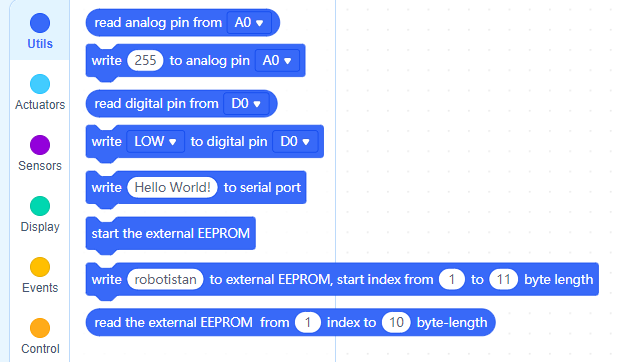 Utils
Actuators
Sensors
Display
Events
Control
read analog pin from A0
write 255 to analog pin A0
read digital pin from D0
write LOW to digital pin D0
write Hello World! to serial port
start the external EEPROM
write robotistan to external EEPROM, start index from 1 to 11 byte length
read the external EEPROM from 1 index to 10 byte-length